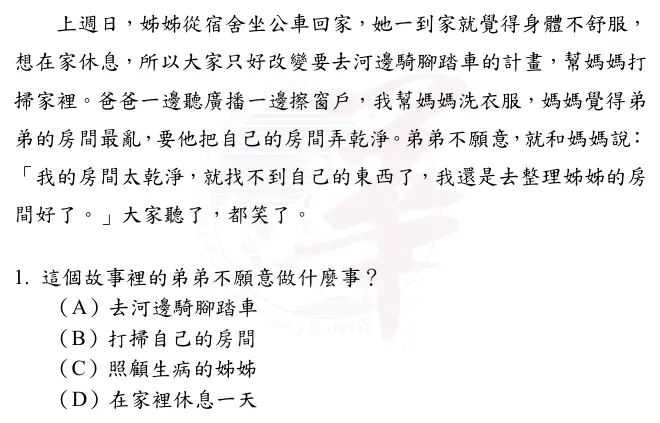 上週日，姊姊從宿舍坐公車回家，她一到家就覺得身體不舒服，
想在家休息，所以大家只好改變要去河邊騎腳踏車的計畫，幫媽媽打
掃家裡。爸爸一邊聽廣播一邊擦窗戶，我幫媽媽洗衣服，媽媽覺得弟
弟的房間最亂，要他把自己的房間弄乾淨。弟弟不願意，就和媽媽說：
「我的房間太乾淨，就找不到自己的東西了，我還是去整理姊姊的房
間好了。」大家聽了，都笑了。
1. 這個故事裡的弟弟不願意做什麼事？
（A）去河邊騎腳踏車
（B）打掃自己的房間
（C）照顧生病的姊姊
（D）在家裡休息一天